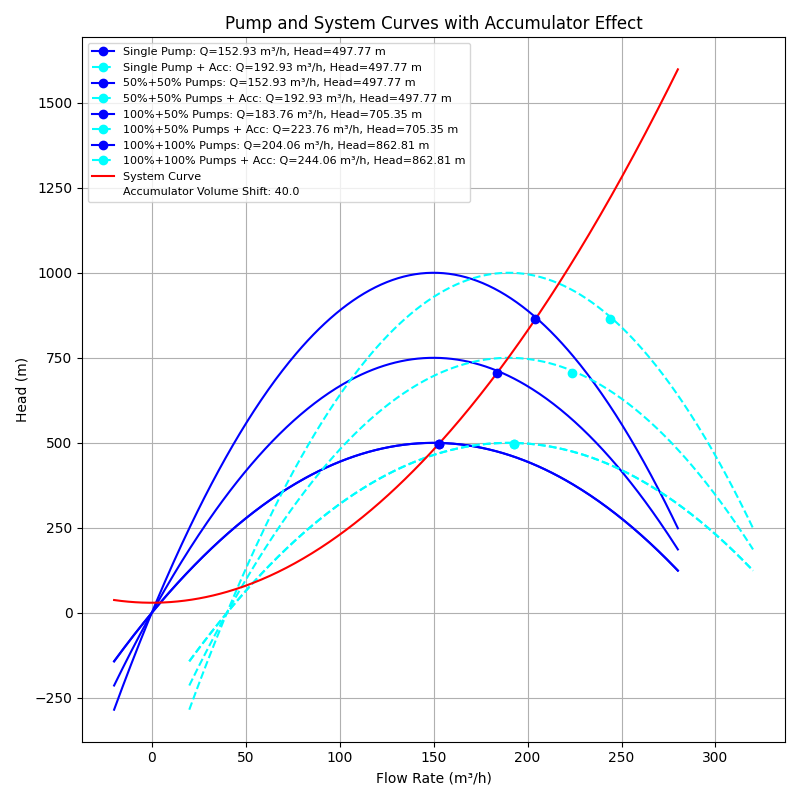 Pump and System Curves with Accumulator Effect
Single Pump: Q=152.93 m³/h, Head=497.77 m
Single Pump + Acc: Q=192.93 m³/h, Head=497.77 m
50%+50% Pumps: Q=152.93 m³/h, Head=497.77 m
50%+50% Pumps + Acc: Q=192.93 m³/h, Head=497.77 m
100%+50% Pumps: Q=183.76 m³/h, Head=705.35 m
100%+50% Pumps + Acc: Q=223.76 m³/h, Head=705.35 m
100%+100% Pumps: Q=204.06 m³/h, Head=862.81 m
100%+100% Pumps + Acc: Q=244.06 m³/h, Head=862.81 m
System Curve
Accumulator Volume Shift: 40.0
Head (m)
1500
1250
1000
750
500
250
0
−250
0 50 100 150 200 250 300
Flow Rate (m³/h)